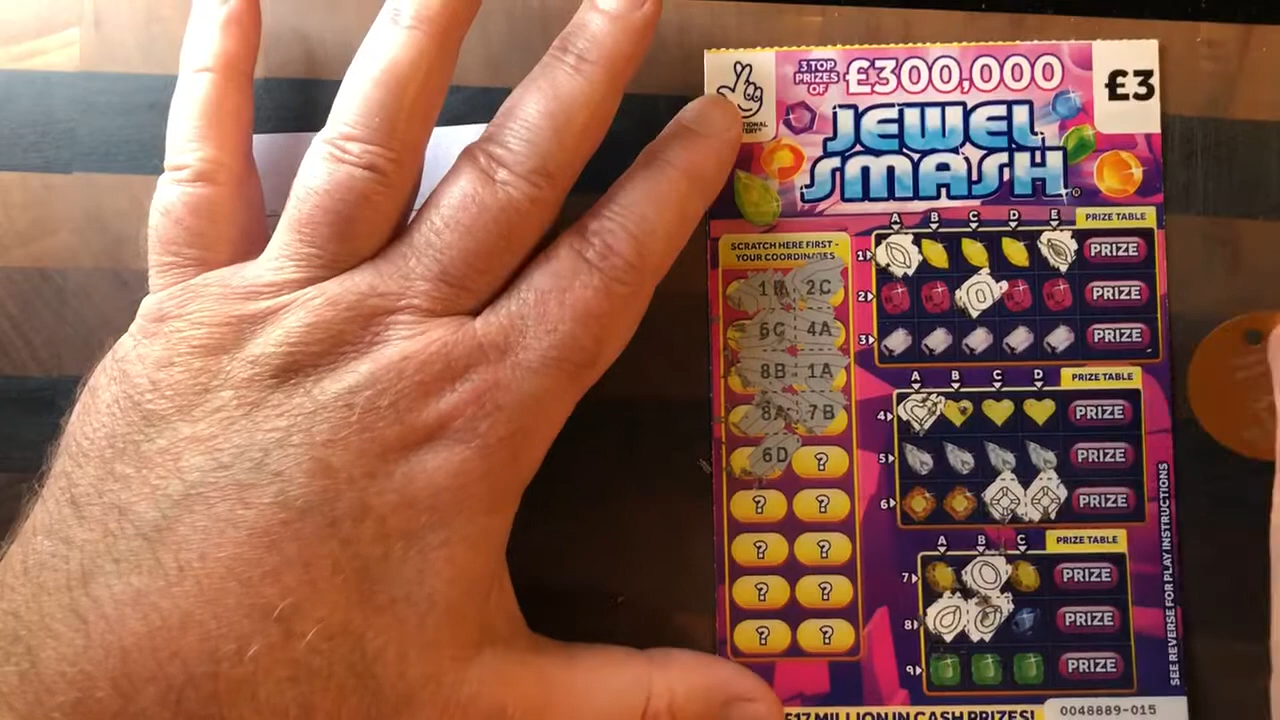 3 TOP PRIZES OF £300,000
£3
JEWEL
SMASH
SCRATCH HERE FIRST -
YOUR COORDINATES
2C
6C 4A
8B 1A
8A 7B
6D ?
? ?
? ?
? ?
? ?
A B C D E PRIZE TABLE
1 PRIZE
2 PRIZE
3 PRIZE
A B C D PRIZE TABLE
4 PRIZE
5 PRIZE
6 PRIZE
A B C PRIZE TABLE
7 PRIZE
8 PRIZE
9 PRIZE
SEE REVERSE FOR PLAY INSTRUCTIONS
£17 MILLION IN CASH PRIZES!
0048889-015